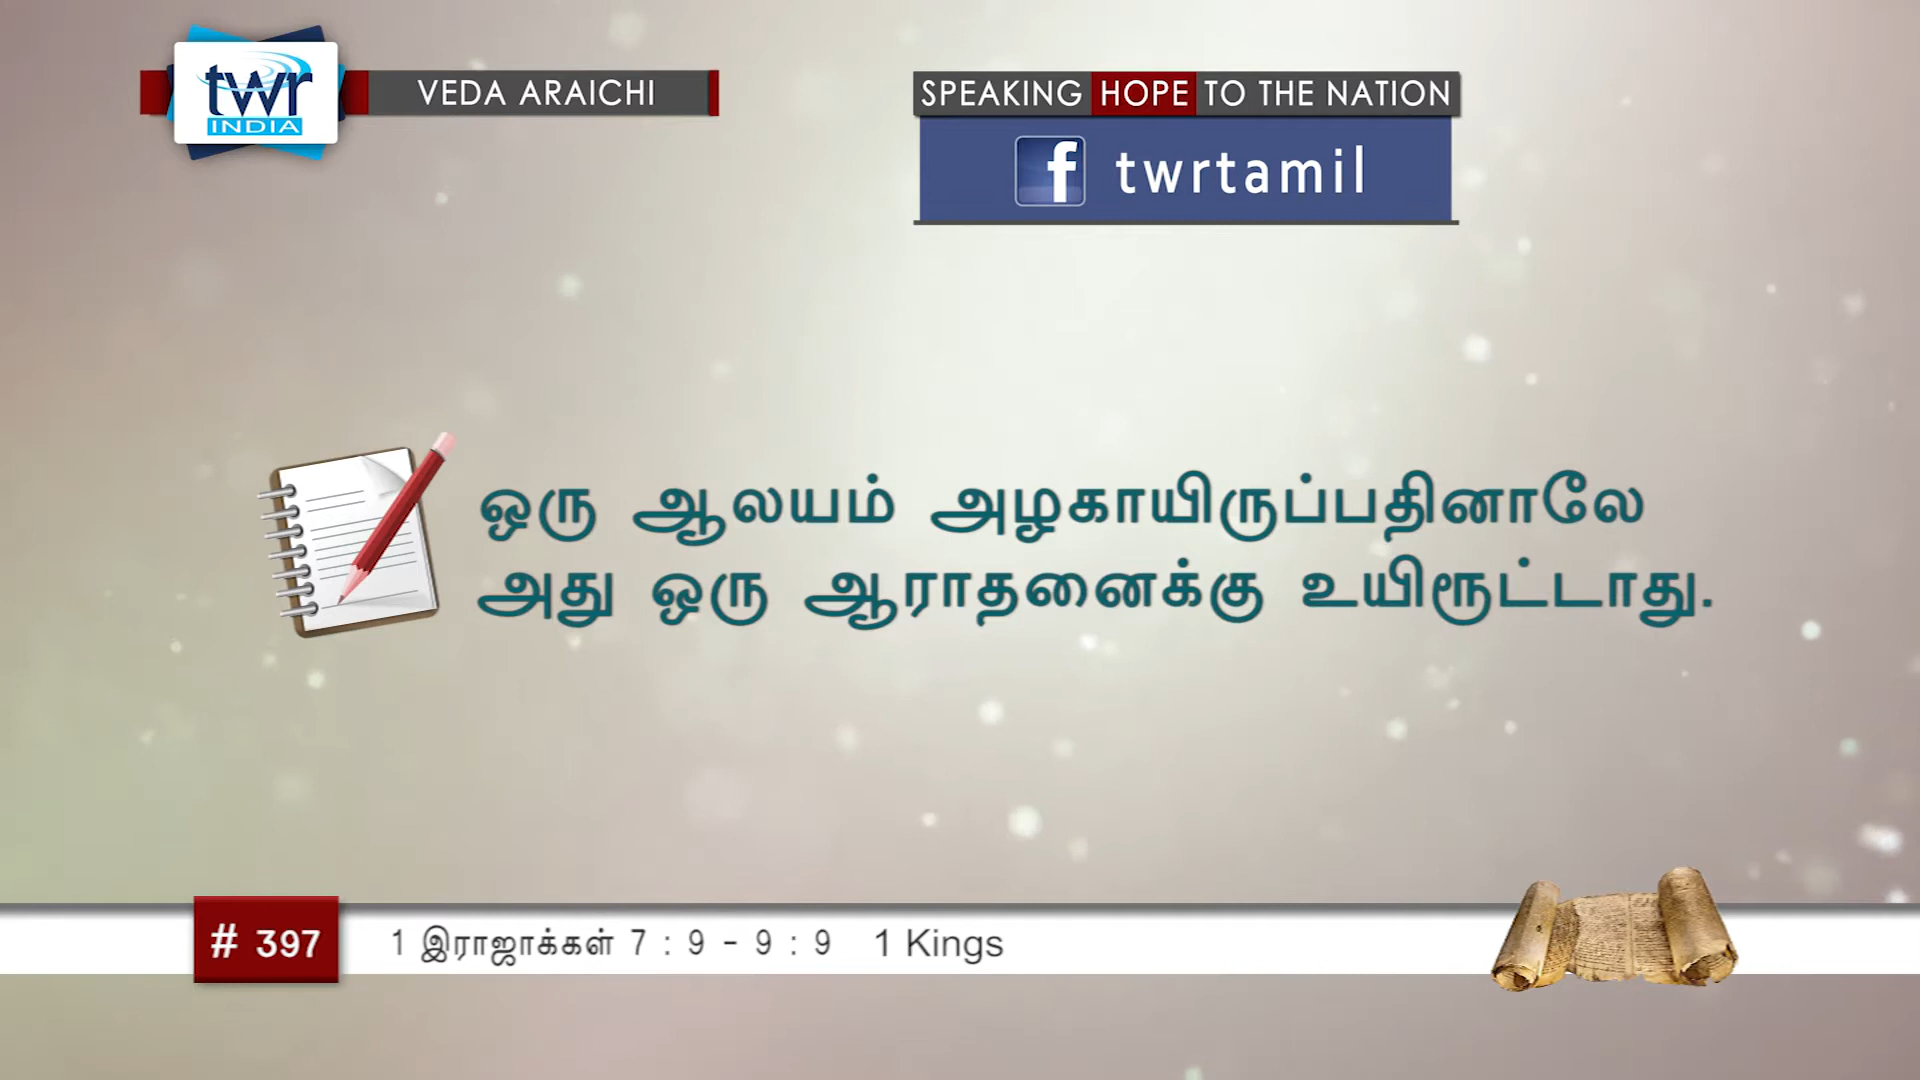 twr
INDIA
VEDA ARAICHI
SPEAKING HOPE TO THE NATION
f twrtamil
ஒரு ஆலயம் அழகாயிருப்பதினாலே
அது ஒரு ஆராதனைக்கு உயிரூட்டாது.
# 397 1 இராஜாக்கள் 7 : 9 - 9 : 9 1 Kings